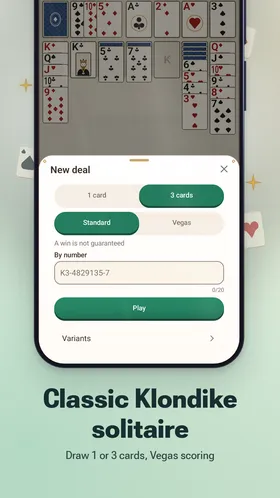 New deal
1 card
3 cards
Standard
Vegas
A win is not guaranteed
By number
K3-4829135-7
0/20
Play
Variants
Classic Klondike
solitaire
Draw 1 or 3 cards, Vegas scoring